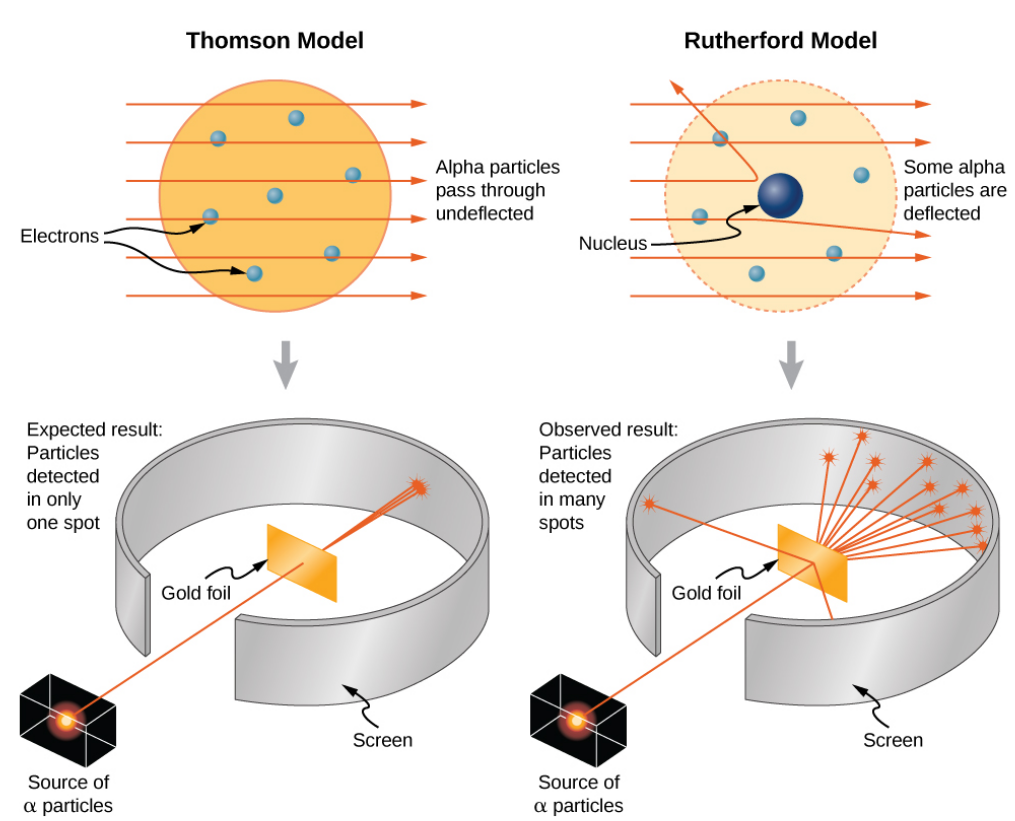 Thomson Model
Rutherford Model
Alpha particles
pass through
undeflected
Electrons
Some alpha
particles are
deflected
Nucleus
Expected result:
Particles
detected
in only
one spot
Gold foil
Screen
Source of
α particles
Observed result:
Particles
detected
in many
spots
Gold foil
Screen
Source of
α particles